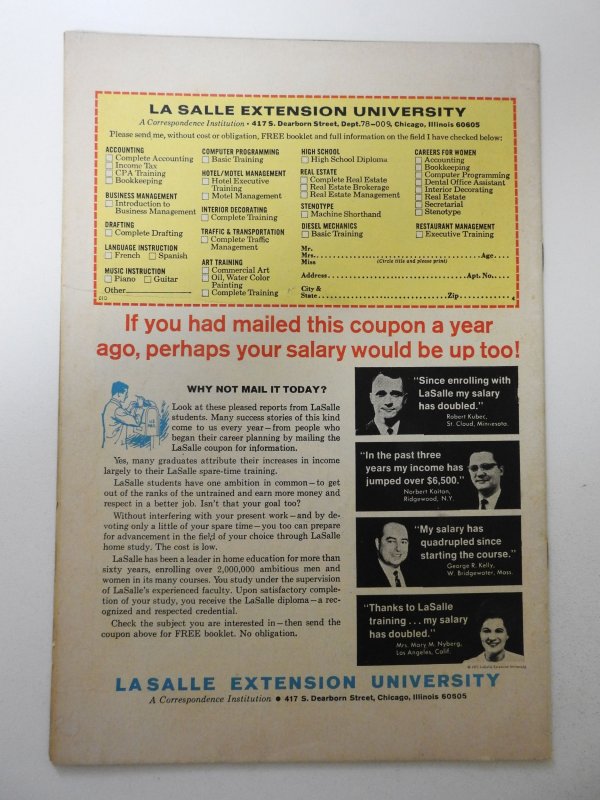 LA SALLE EXTENSION UNIVERSITY
A Correspondence Institution • 417 S. Dearborn Street, Dept. 78-009, Chicago, Illinois 60605
Please send me, without cost or obligation, FREE booklet and full information on the field I have checked below:
ACCOUNTING
Complete Accounting
Income Tax
CPA Training
Bookkeeping
BUSINESS MANAGEMENT
Introduction to
Business Management
DRAFTING
Complete Drafting
LANGUAGE INSTRUCTION
French Spanish
MUSIC INSTRUCTION
Piano Guitar
Other
COMPUTER PROGRAMMING
Basic Training
HOTEL/MOTEL MANAGEMENT
Hotel Executive
Training
Motel Management
INTERIOR DECORATING
Complete Training
TRAFFIC & TRANSPORTATION
Complete Traffic
Management
ART TRAINING
Commercial Art
Oil, Water Color
Painting
Complete Training
HIGH SCHOOL
High School Diploma
REAL ESTATE
Complete Real Estate
Real Estate Brokerage
Real Estate Management
STENOTYPE
Machine Shorthand
DIESEL MECHANICS
Basic Training
CAREERS FOR WOMEN
Accounting
Bookkeeping
Computer Programming
Dental Office Assistant
Interior Decorating
Real Estate
Secretarial
Stenotype
RESTAURANT MANAGEMENT
Executive Training
Mr.
Mrs. Age
Miss (Circle title and please print)
Address Apt. No.
City &
State Zip 4
If you had mailed this coupon a year
ago, perhaps your salary would be up too!
WHY NOT MAIL IT TODAY?
Look at these pleased reports from LaSalle
students. Many success stories of this kind
come to us every year—from people who
began their career planning by mailing the
LaSalle coupon for information.
Yes, many graduates attribute their increases in income
largely to their LaSalle spare-time training.
LaSalle students have one ambition in common—to get
out of the ranks of the untrained and earn more money and
respect in a better job. Isn't that your goal too?
Without interfering with your present work—and by de-
voting only a little of your spare time—you too can prepare
for advancement in the field of your choice through LaSalle
home study. The cost is low.
LaSalle has been a leader in home education for more than
sixty years, enrolling over 2,000,000 ambitious men and
women in its many courses. You study under the supervision
of LaSalle's experienced faculty. Upon satisfactory comple-
tion of your study, you receive the LaSalle diploma—a rec-
ognized and respected credential.
Check the subject you are interested in—then send the
coupon above for FREE booklet. No obligation.
"Since enrolling with
LaSalle my salary
has doubled."
Robert Kubec,
St. Cloud, Minnesota.
"In the past three
years my income has
jumped over $6,500."
Norbert Kaiton,
Ridgewood, N.Y.
"My salary has
quadrupled since
starting the course."
George R. Kelly,
W. Bridgewater, Mass.
"Thanks to LaSalle
training . . . my salary
has doubled."
Mrs. Mary M. Nyberg,
Los Angeles, Calif.
LaSalle Extension University
LA SALLE EXTENSION UNIVERSITY
A Correspondence Institution • 417 S. Dearborn Street, Chicago, Illinois 60605